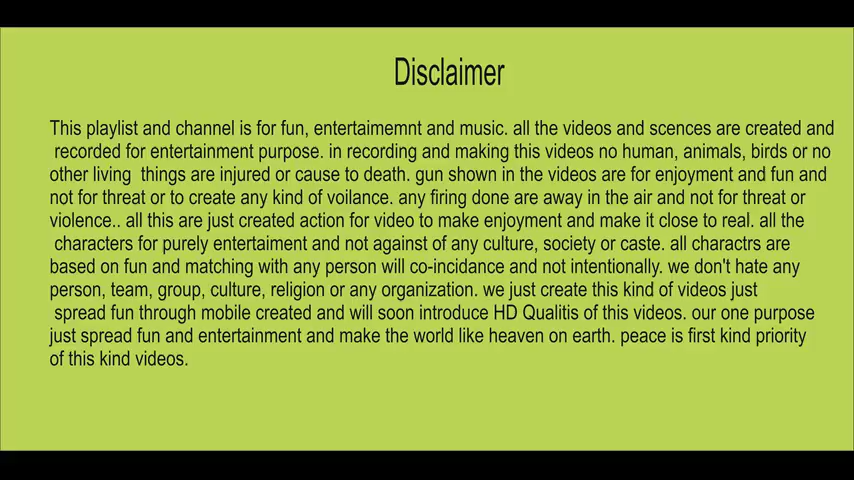 Disclaimer
This playlist and channel is for fun, entertaimemnt and music. all the videos and scences are created and
recorded for entertainment purpose. in recording and making this videos no human, animals, birds or no
other living things are injured or cause to death. gun shown in the videos are for enjoyment and fun and
not for threat or to create any kind of voilance. any firing done are away in the air and not for threat or
violence.. all this are just created action for video to make enjoyment and make it close to real. all the
characters for purely entertaiment and not against of any culture, society or caste. all charactrs are
based on fun and matching with any person will co-incidance and not intentionally. we don't hate any
person, team, group, culture, religion or any organization. we just create this kind of videos just
spread fun through mobile created and will soon introduce HD Qualitis of this videos. our one purpose
just spread fun and entertainment and make the world like heaven on earth. peace is first kind priority
of this kind videos.